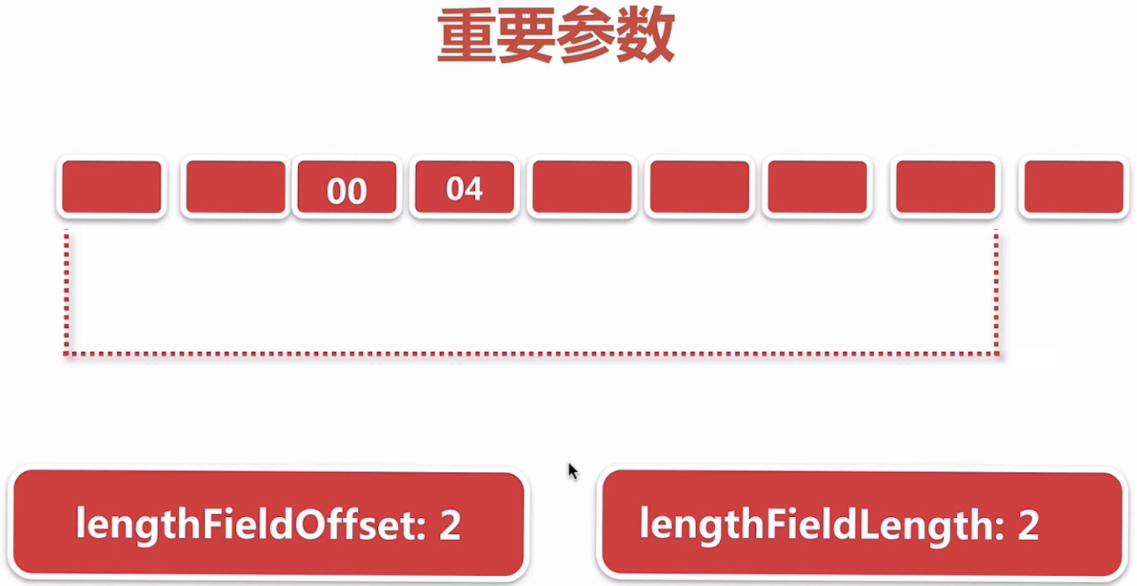 重要参数
00 04
lengthFieldOffset: 2
lengthFieldLength: 2